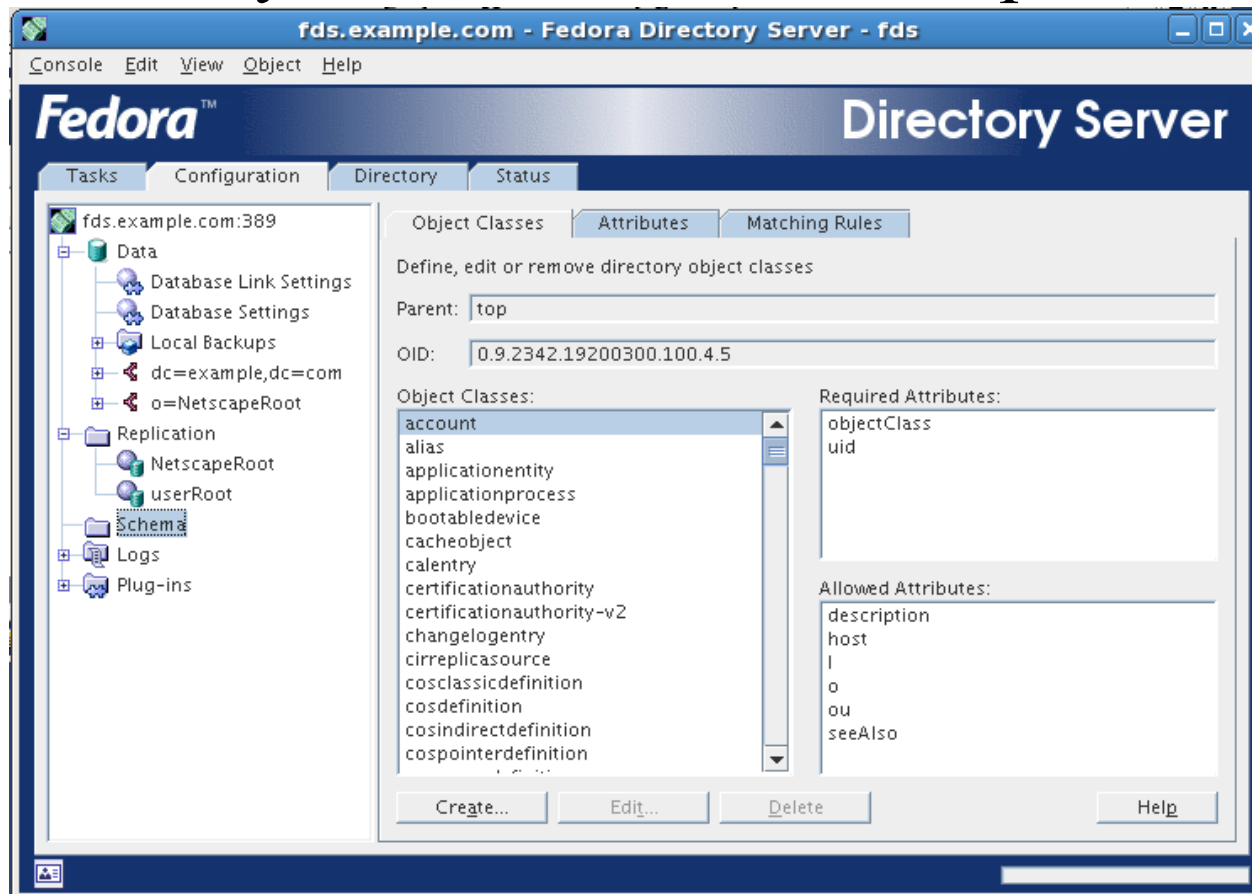 fds.example.com - Fedora Directory Server - fds
Console Edit View Object Help
Fedora™ Directory Server
Tasks Configuration Directory Status
fds.example.com:389
Data
Database Link Settings
Database Settings
Local Backups
dc=example,dc=com
o=NetscapeRoot
Replication
NetscapeRoot
userRoot
Schema
Logs
Plug-ins
Object Classes Attributes Matching Rules
Define, edit or remove directory object classes
Parent: top
OID: 0.9.2342.19200300.100.4.5
Object Classes:
account
alias
applicationentity
applicationprocess
bootabledevice
cacheobject
calentry
certificationauthority
certificationauthority-v2
changelogentry
cirreplicasource
cosclassicdefinition
cosdefinition
cosindirectdefinition
cospointerdefinition
Required Attributes:
objectClass
uid
Allowed Attributes:
description
host
l
o
ou
seeAlso
Create... Edit... Delete Help